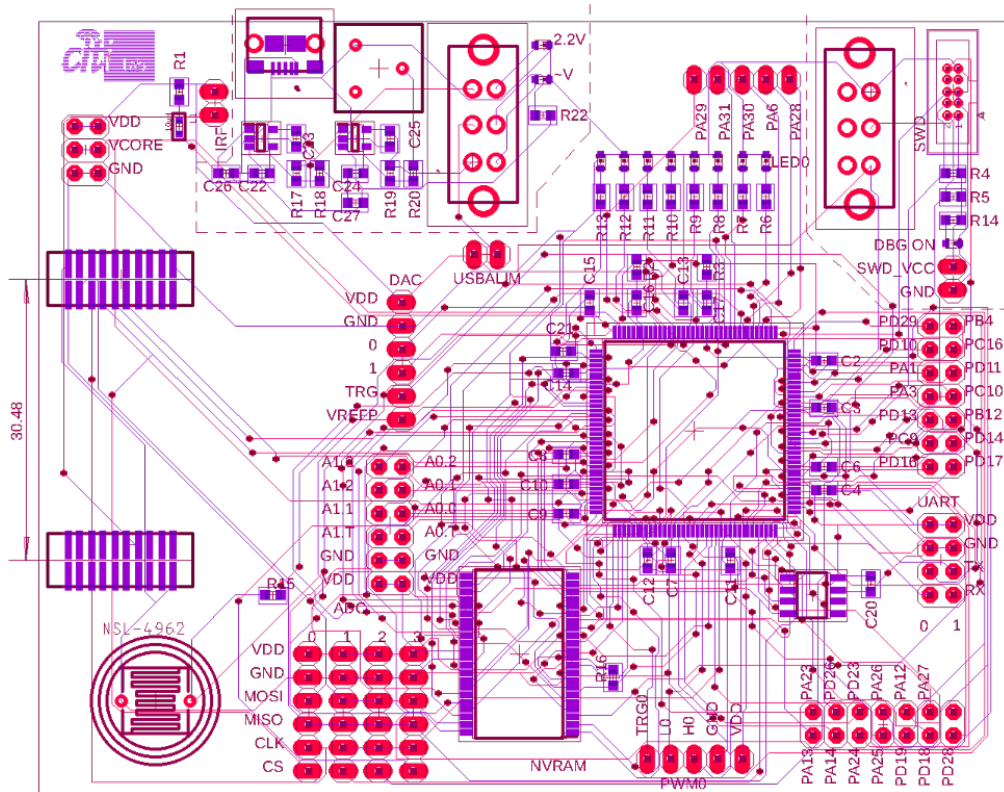 2.2V
~V
R22
R1
IRF
VDD
VCORE
GND
C23
C25
C26
C22
R17
R18
C24
C27
R19
R20
PA29
PA31
PA30
PA6
PA28
SWD
LED0
R13
R12
R11
R10
R9
R8
R7
R6
R4
R5
R14
DBG ON
SWD_VCC
GND
USBALIM
DAC
VDD
GND
0
1
TRG
VREFP
C15
C13
R3
C17
C21
C14
C2
C3
C8
C10
C9
C6
C4
PD29
PB4
PD10
PC16
PA1
PD11
PA3
PC10
PD13
PB12
PC9
PD14
PD16
PD17
UART
VDD
GND
TX
RX
0
1
30.48
A0.2
A1.2
A0.1
A1.1
A0.0
A1.T
A0.T
GND
GND
VDD
VDD
ADC
R15
C12
C7
C20
NSL-4962
0
1
2
3
VDD
GND
MOSI
MISO
CLK
CS
R16
NVRAM
TRG0
L0
H0
GND
VDD
PWM0
PA23
PD26
PD23
PA26
PA12
PA27
PA13
PA14
PA24
PA25
PD19
PD18
PD28